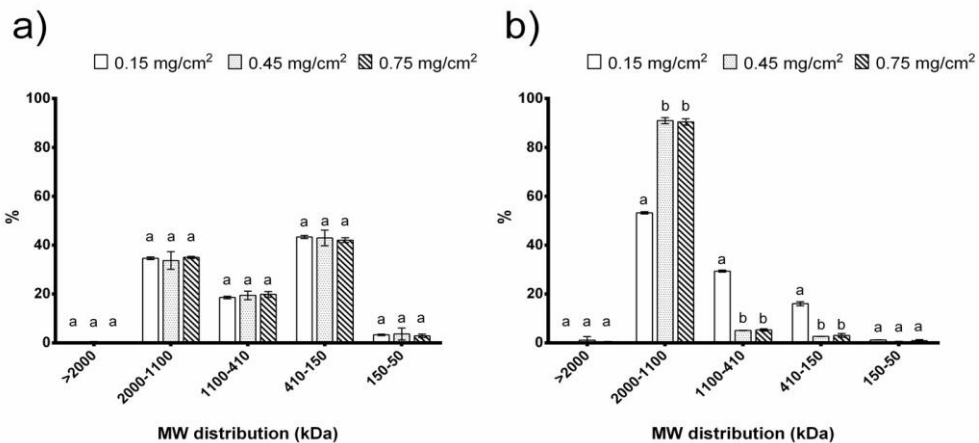 a)
0.15 mg/cm² 0.45 mg/cm² 0.75 mg/cm²
100
80
60
40
20
0
%
a a a
a a a
a a a
a a a
a a a
>2000
2000-1100
1100-410
410-150
150-50
MW distribution (kDa)
b)
0.15 mg/cm² 0.45 mg/cm² 0.75 mg/cm²
100
80
60
40
20
0
%
a a a
a b b
a b b
a b b
a a a
>2000
2000-1100
1100-410
410-150
150-50
MW distribution (kDa)